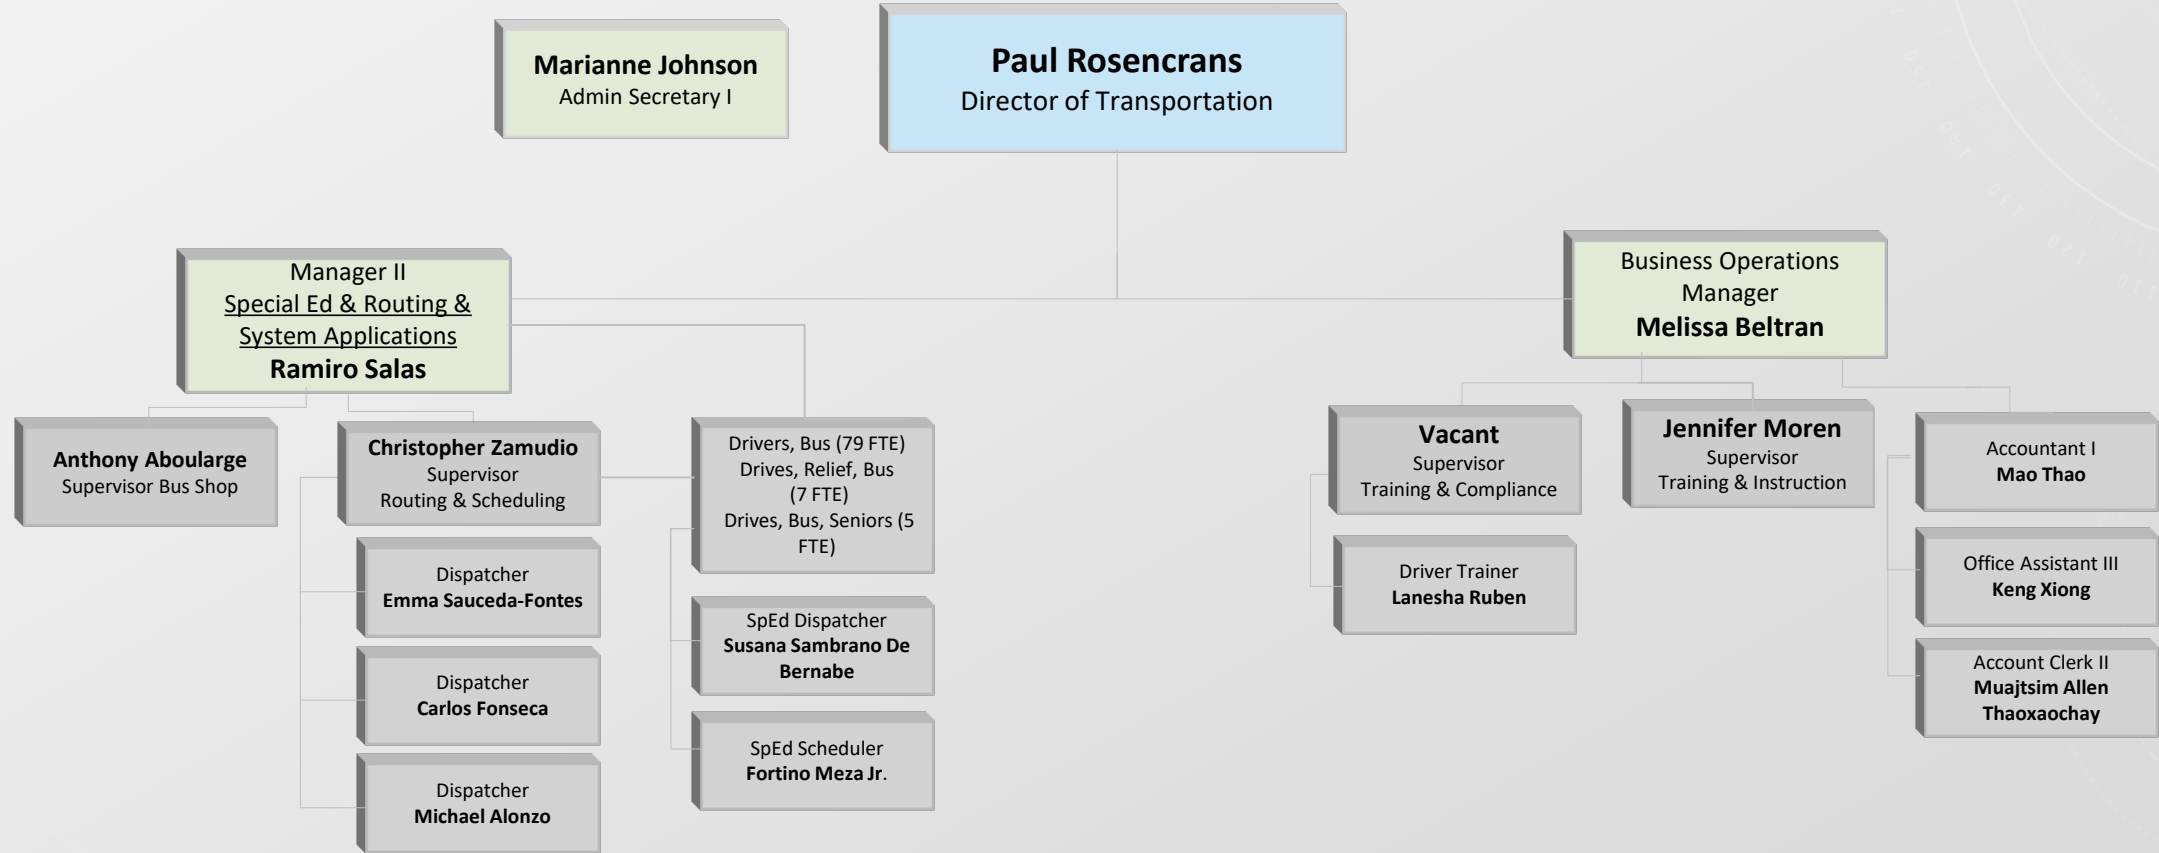 Marianne Johnson
Admin Secretary I
Paul Rosencrans
Director of Transportation
Manager II
Special Ed & Routing &
System Applications
Ramiro Salas
Business Operations
Manager
Melissa Beltran
Anthony Aboularge
Supervisor Bus Shop
Christopher Zamudio
Supervisor
Routing & Scheduling
Dispatcher
Emma Sauceda-Fontes
Dispatcher
Carlos Fonseca
Dispatcher
Michael Alonzo
Drivers, Bus (79 FTE)
Drives, Relief, Bus
(7 FTE)
Drives, Bus, Seniors (5
FTE)
SpEd Dispatcher
Susana Sambrano De
Bernabe
SpEd Scheduler
Fortino Meza Jr.
Vacant
Supervisor
Training & Compliance
Driver Trainer
Lanesha Ruben
Jennifer Moren
Supervisor
Training & Instruction
Accountant I
Mao Thao
Office Assistant III
Keng Xiong
Account Clerk II
Muajtsim Allen
Thaoxaochay